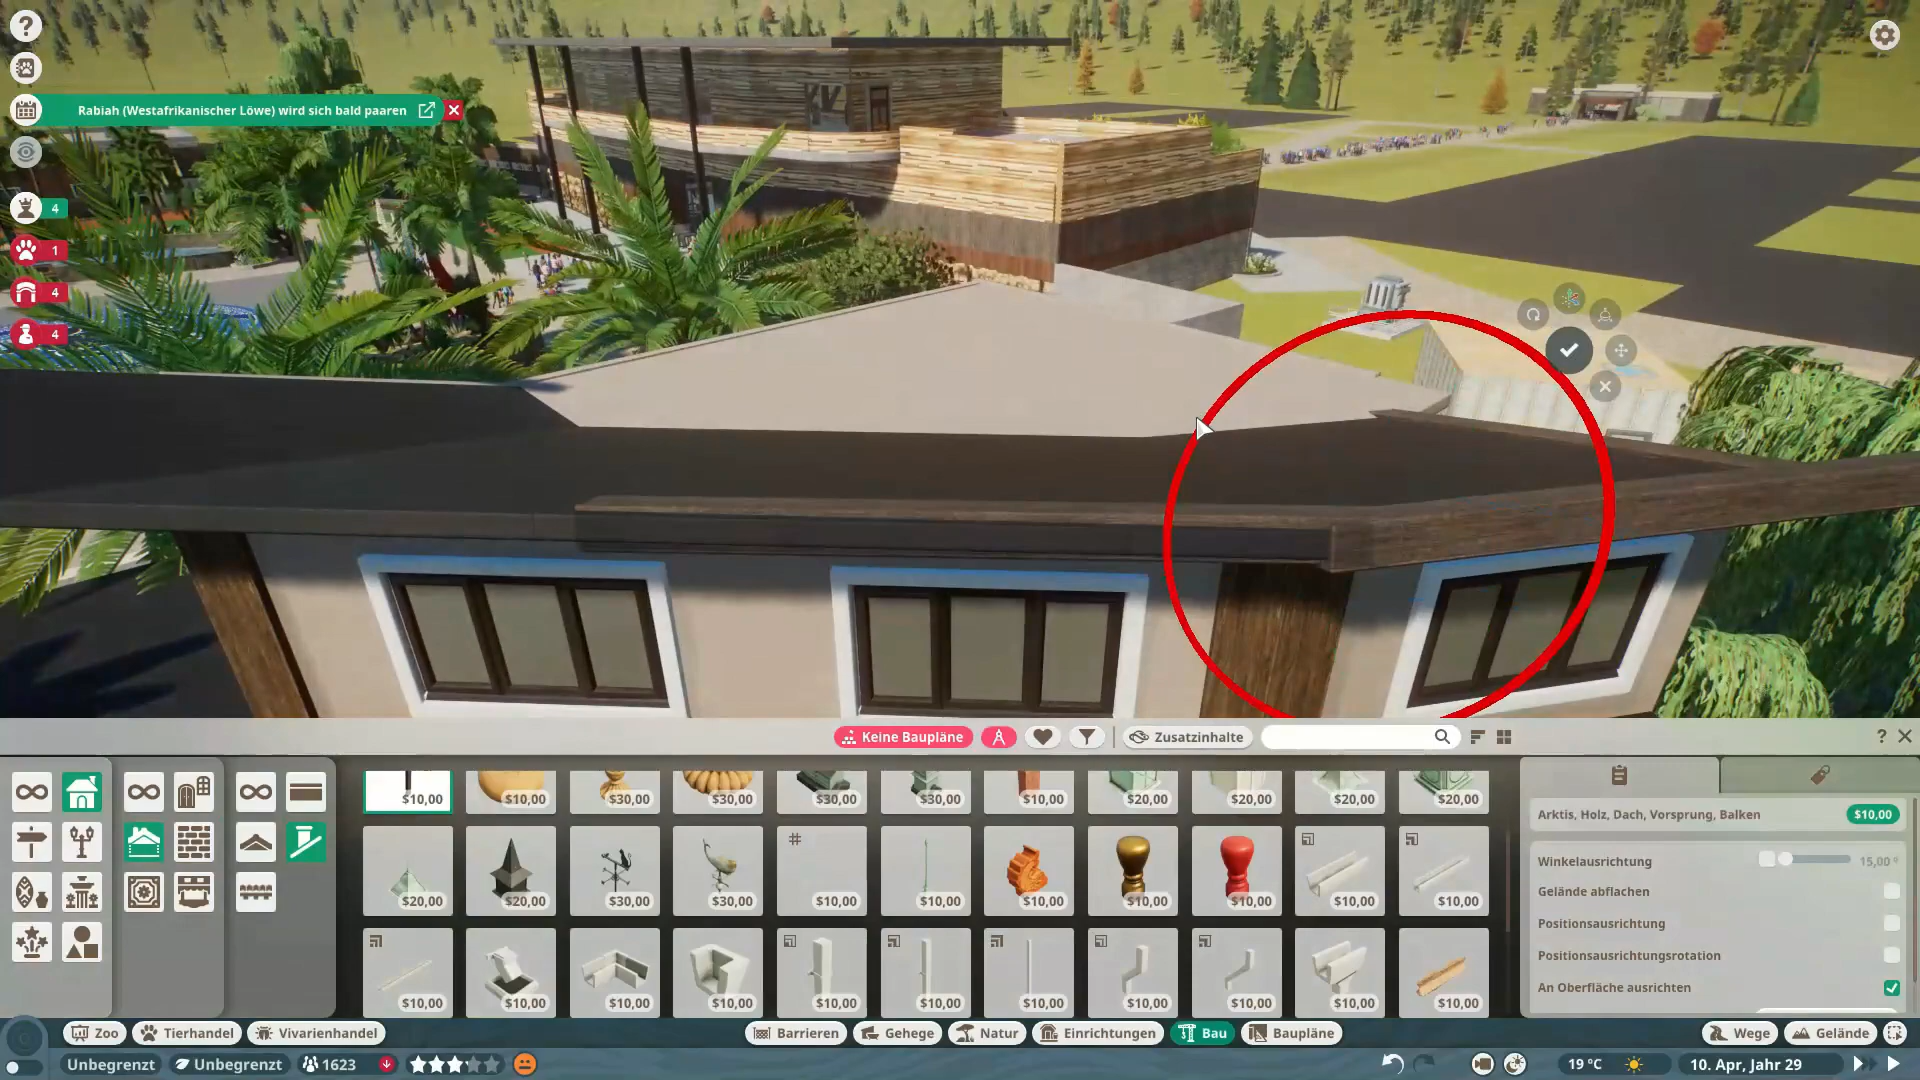 Rabiah (Westafrikanischer Löwe) wird sich bald paaren
4
1
4
4
Keine Baupläne
Zusatzinhalte
$10,00 $10,00 $30,00 $30,00 $30,00 $30,00 $10,00 $20,00 $20,00 $20,00 $20,00
$20,00 $20,00 $30,00 $30,00 $10,00 $10,00 $10,00 $10,00 $10,00 $10,00 $10,00
$10,00 $10,00 $10,00 $10,00 $10,00 $10,00 $10,00 $10,00 $10,00 $10,00 $10,00
Arktis, Holz, Dach, Vorsprung, Balken $10,00
Winkelausrichtung 15,00 °
Gelände abflachen
Positionsausrichtung
Positionsausrichtungsrotation
An Oberfläche ausrichten
Zoo Tierhandel Vivarienhandel Barrieren Gehege Natur Einrichtungen Bau Baupläne Wege Gelände
Unbegrenzt Unbegrenzt 1623 19 °C 10. Apr, Jahr 29